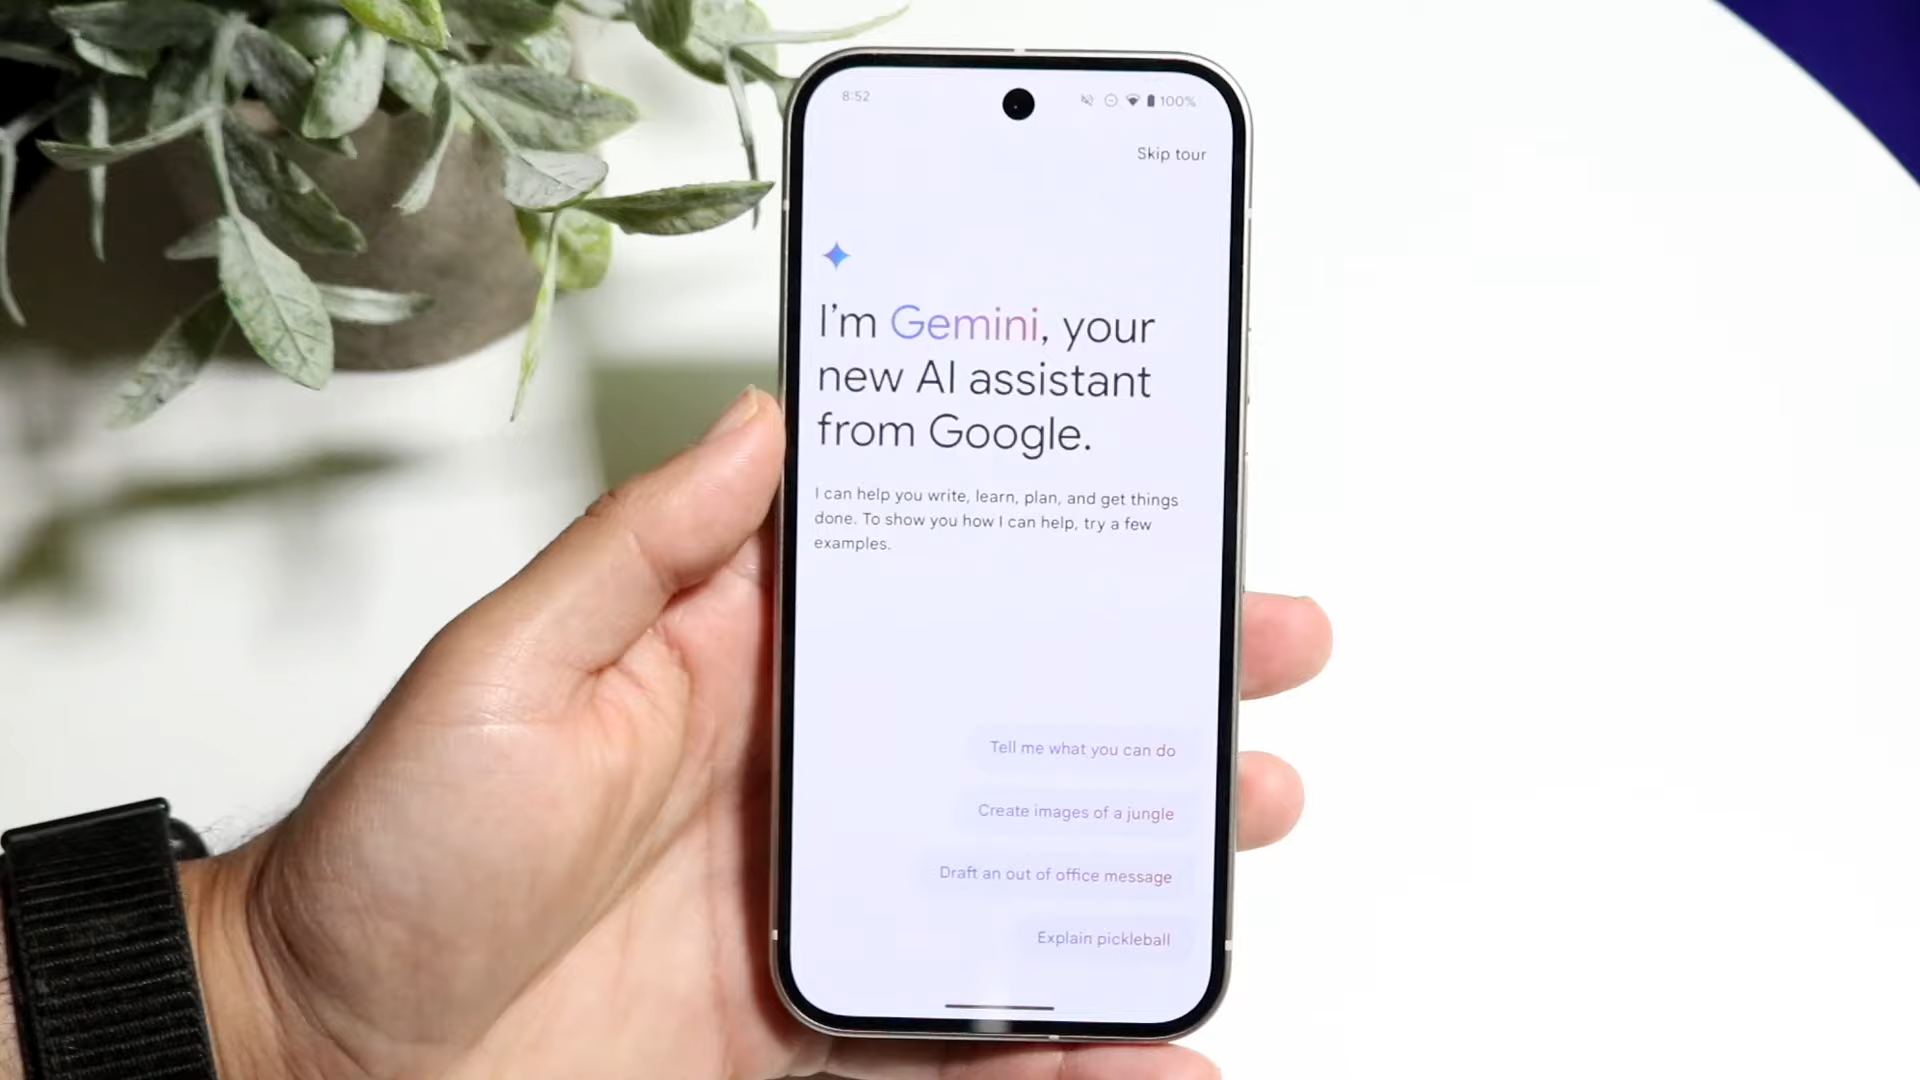 8:52
100%
Skip tour
I'm Gemini, your
new AI assistant
from Google.
I can help you write, learn, plan, and get things
done. To show you how I can help, try a few
examples.
Tell me what you can do
Create images of a jungle
Draft an out of office message
Explain pickleball